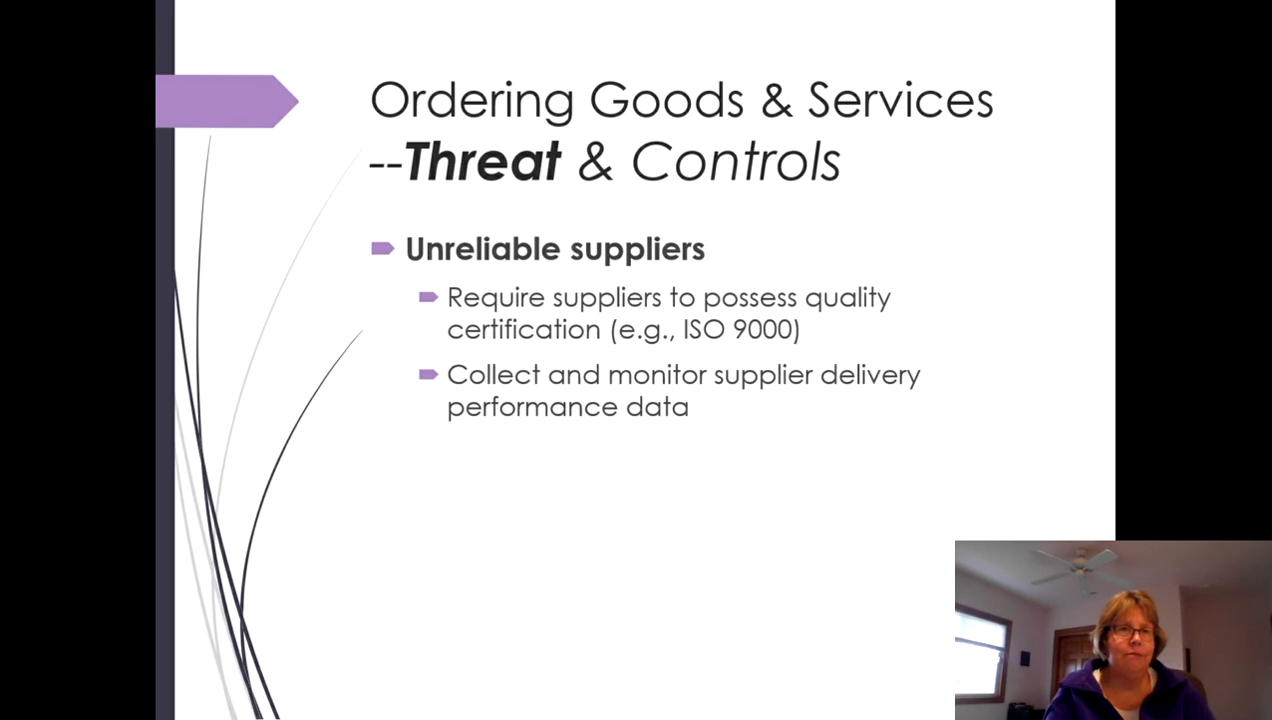 Ordering Goods & Services
--Threat & Controls
Unreliable suppliers
Require suppliers to possess quality
certification (e.g., ISO 9000)
Collect and monitor supplier delivery
performance data